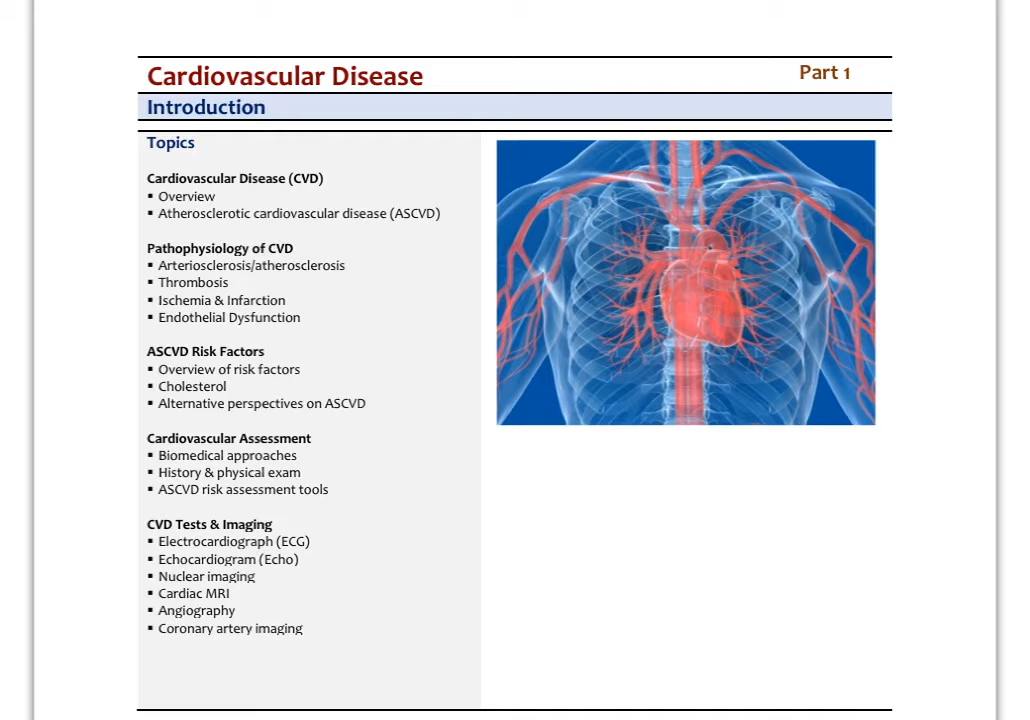 Cardiovascular Disease
Part 1
Introduction
Topics
Cardiovascular Disease (CVD)
▪ Overview
▪ Atherosclerotic cardiovascular disease (ASCVD)
Pathophysiology of CVD
▪ Arteriosclerosis/atherosclerosis
▪ Thrombosis
▪ Ischemia & Infarction
▪ Endothelial Dysfunction
ASCVD Risk Factors
▪ Overview of risk factors
▪ Cholesterol
▪ Alternative perspectives on ASCVD
Cardiovascular Assessment
▪ Biomedical approaches
▪ History & physical exam
▪ ASCVD risk assessment tools
CVD Tests & Imaging
▪ Electrocardiograph (ECG)
▪ Echocardiogram (Echo)
▪ Nuclear imaging
▪ Cardiac MRI
▪ Angiography
▪ Coronary artery imaging